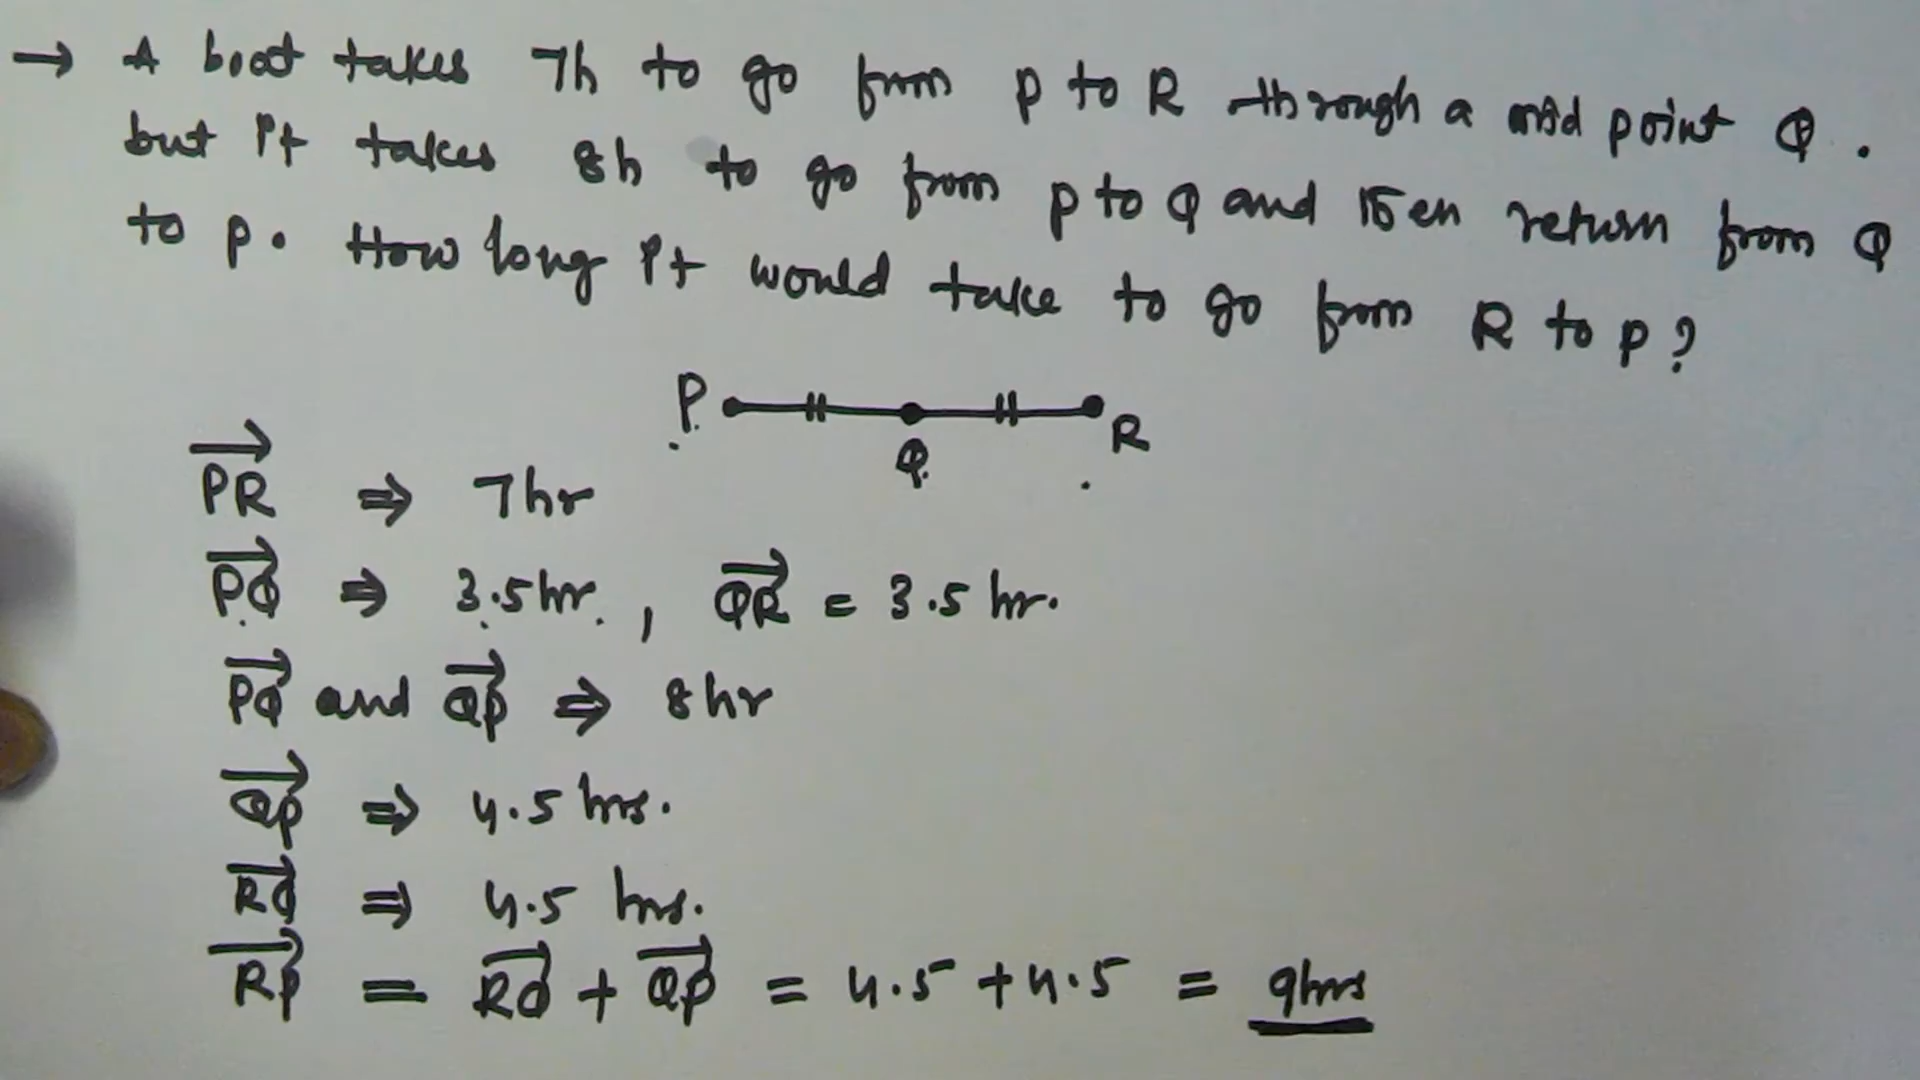 → A boat takes 7h to go from P to R through a mid point Q.
but it takes 8h to go from P to Q and then return from Q
to P. How long it would take to go from R to P?
P Q R
PR ⇒ 7hr
PQ ⇒ 3.5hr, QR = 3.5 hr.
PQ and QP ⇒ 8hr
QP ⇒ 4.5 hrs.
RQ ⇒ 4.5 hrs.
RP = RQ + QP = 4.5 + 4.5 = 9hrs